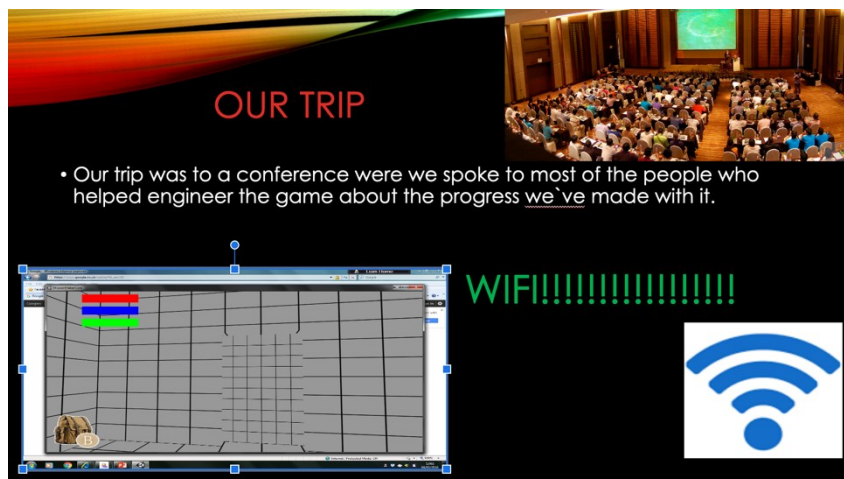 OUR TRIP
• Our trip was to a conference were we spoke to most of the people who
helped engineer the game about the progress we`ve made with it.
WIFI!!!!!!!!!!!!!!!!!!
B